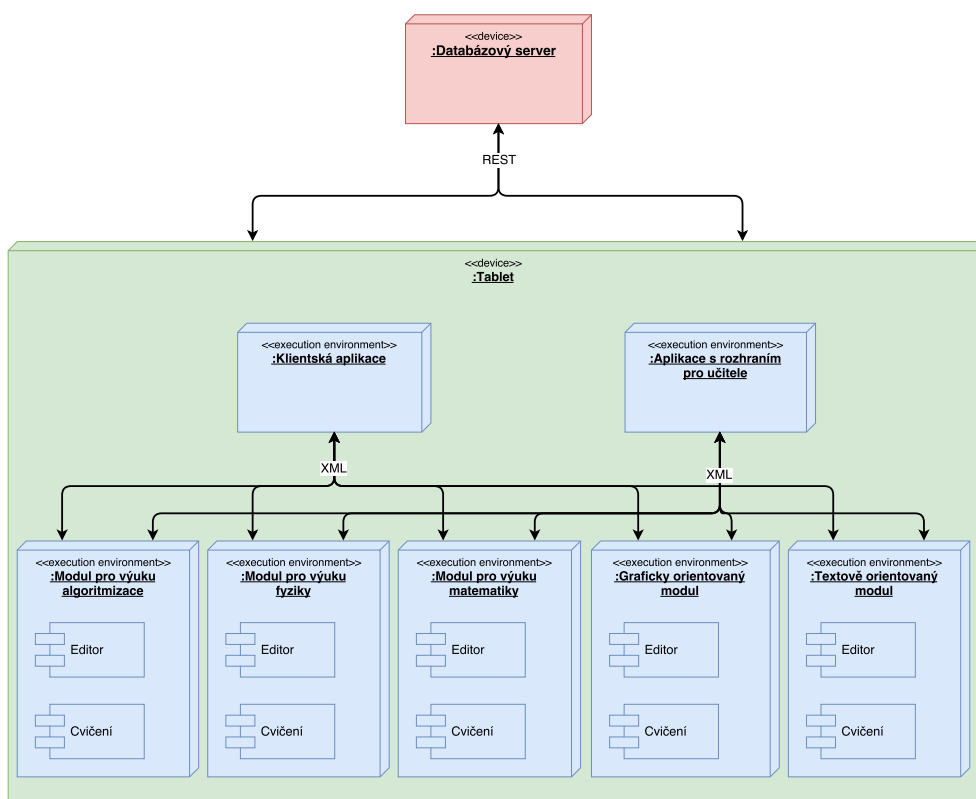 <<device>>
:Databázový server
REST
<<device>>
:Tablet
<<execution environment>>
:Klientská aplikace
<<execution environment>>
:Aplikace s rozhraním
pro učitele
XML
XML
<<execution environment>>
:Modul pro výuku
algoritmizace
Editor
Cvičení
<<execution environment>>
:Modul pro výuku
fyziky
Editor
Cvičení
<<execution environment>>
:Modul pro výuku
matematiky
Editor
Cvičení
<<execution environment>>
:Graficky orientovaný
modul
Editor
Cvičení
<<execution environment>>
:Textově orientovaný
modul
Editor
Cvičení